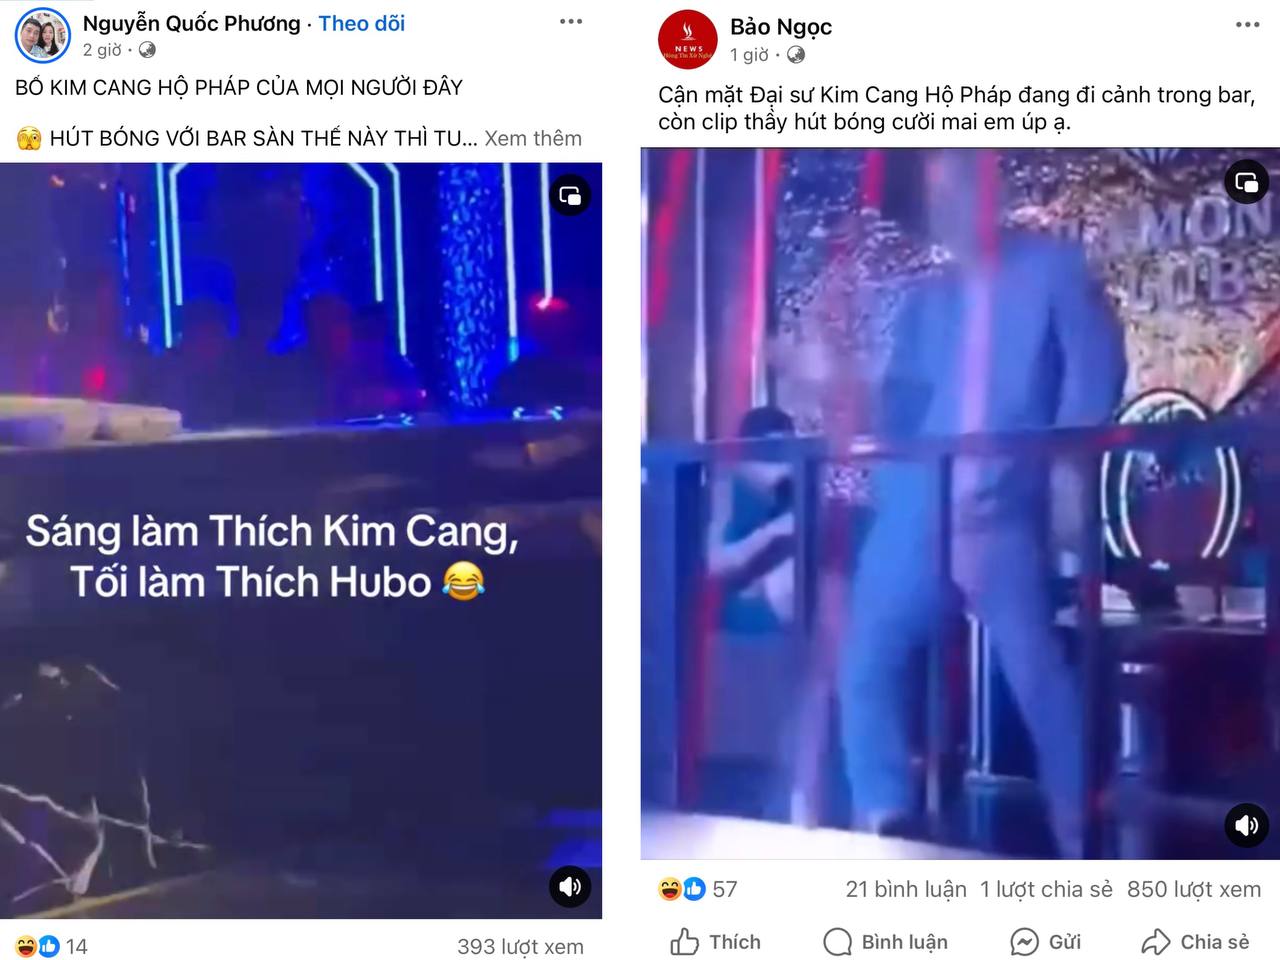 Nguyễn Quốc Phương · Theo dõi
2 giờ ·
BỐ KIM CANG HỘ PHÁP CỦA MỌI NGƯỜI ĐÂY
🫣 HÚT BÓNG VỚI BAR SÀN THẾ NÀY THÌ TU... Xem thêm
Sáng làm Thích Kim Cang,
Tối làm Thích Hubo 😂
14
393 lượt xem
NEWS
Bảo Ngọc
1 giờ ·
Cận mặt Đại sư Kim Cang Hộ Pháp đang đi cảnh trong bar,
còn clip thầy hút bóng cười mai em úp ạ.
57
21 bình luận 1 lượt chia sẻ 850 lượt xem
Thích Bình luận Gửi Chia sẻ